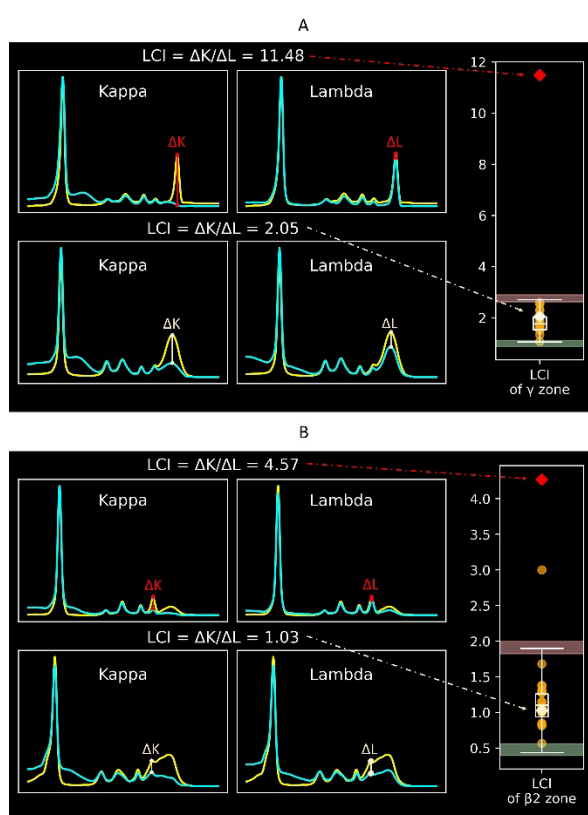 A
LCI = ΔK/ΔL = 11.48
Kappa
ΔK
Lambda
ΔL
LCI = ΔK/ΔL = 2.05
Kappa
ΔK
Lambda
ΔL
12
10
8
6
4
2
LCI
of γ zone
B
LCI = ΔK/ΔL = 4.57
Kappa
ΔK
Lambda
ΔL
LCI = ΔK/ΔL = 1.03
Kappa
ΔK
Lambda
ΔL
4.0
3.5
3.0
2.5
2.0
1.5
1.0
0.5
LCI
of β2 zone